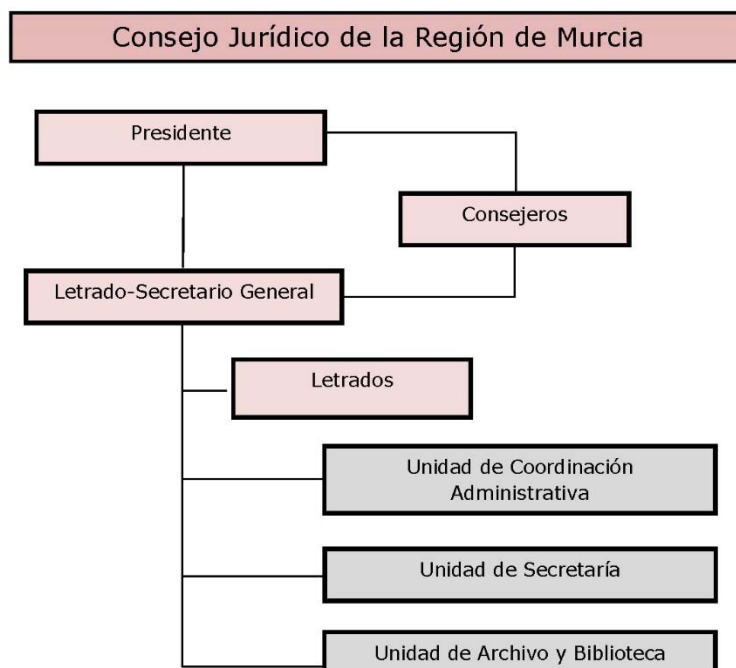 Consejo Jurídico de la Región de Murcia
Presidente
Consejeros
Letrado-Secretario General
Letrados
Unidad de Coordinación
Administrativa
Unidad de Secretaría
Unidad de Archivo y Biblioteca